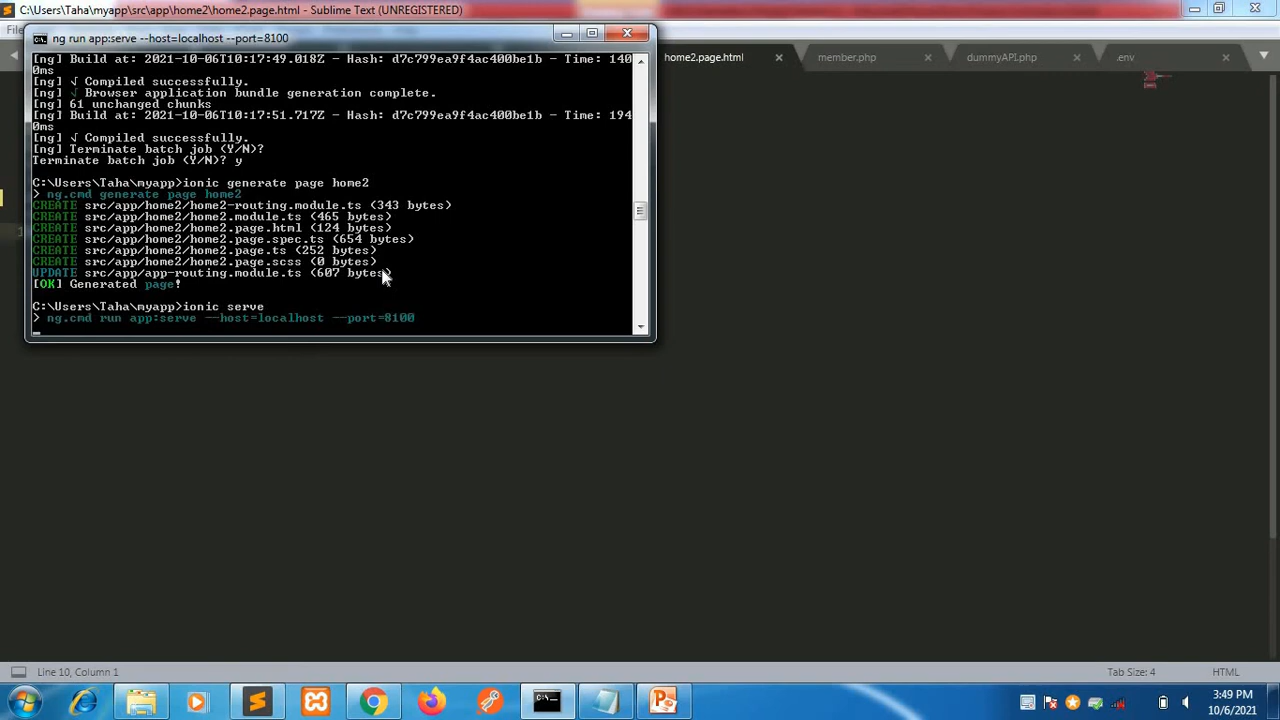 C:\Users\Taha\myapp\src\app\home2\home2.page.html - Sublime Text (UNREGISTERED)
ng run app:serve --host=localhost --port=8100
home2.page.html
member.php
dummyAPI.php
.env
[ng] Build at: 2021-10-06T10:17:49.018Z - Hash: d7c799ea9f4ac400be1b - Time: 140
0ms
[ng] √ Compiled successfully.
[ng] √ Browser application bundle generation complete.
[ng] 61 unchanged chunks
[ng] Build at: 2021-10-06T10:17:51.717Z - Hash: d7c799ea9f4ac400be1b - Time: 194
0ms
[ng] √ Compiled successfully.
[ng] Terminate batch job (Y/N)?
Terminate batch job (Y/N)? y
C:\Users\Taha\myapp>ionic generate page home2
> ng.cmd generate page home2
CREATE src/app/home2/home2-routing.module.ts (343 bytes)
CREATE src/app/home2/home2.module.ts (465 bytes)
CREATE src/app/home2/home2.page.html (124 bytes)
CREATE src/app/home2/home2.page.spec.ts (654 bytes)
CREATE src/app/home2/home2.page.ts (252 bytes)
CREATE src/app/home2/home2.page.scss (0 bytes)
UPDATE src/app/app-routing.module.ts (607 bytes)
[OK] Generated page!
C:\Users\Taha\myapp>ionic serve
> ng.cmd run app:serve --host=localhost --port=8100
Line 10, Column 1
Tab Size: 4
HTML
3:49 PM
10/6/2021